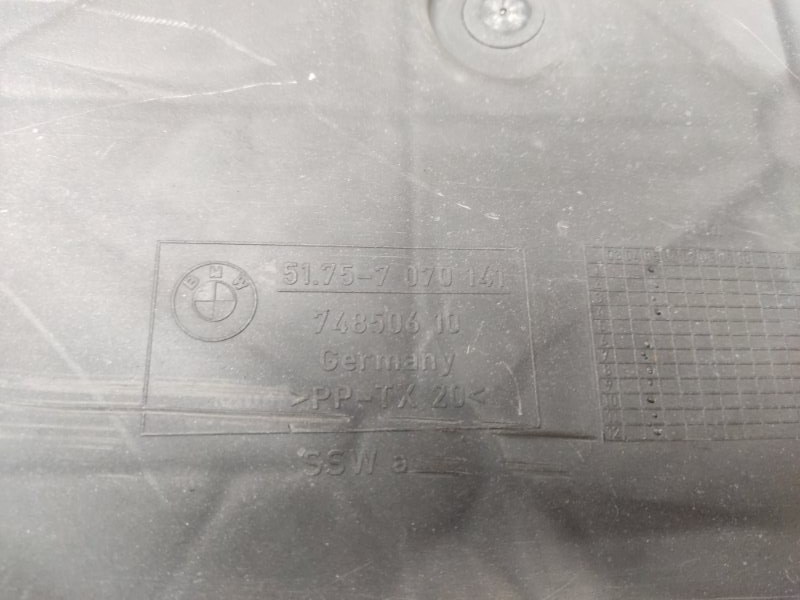 BMW
51.75-7 070 141
748506 10
Germany
>PP-TX 20<
SSW a